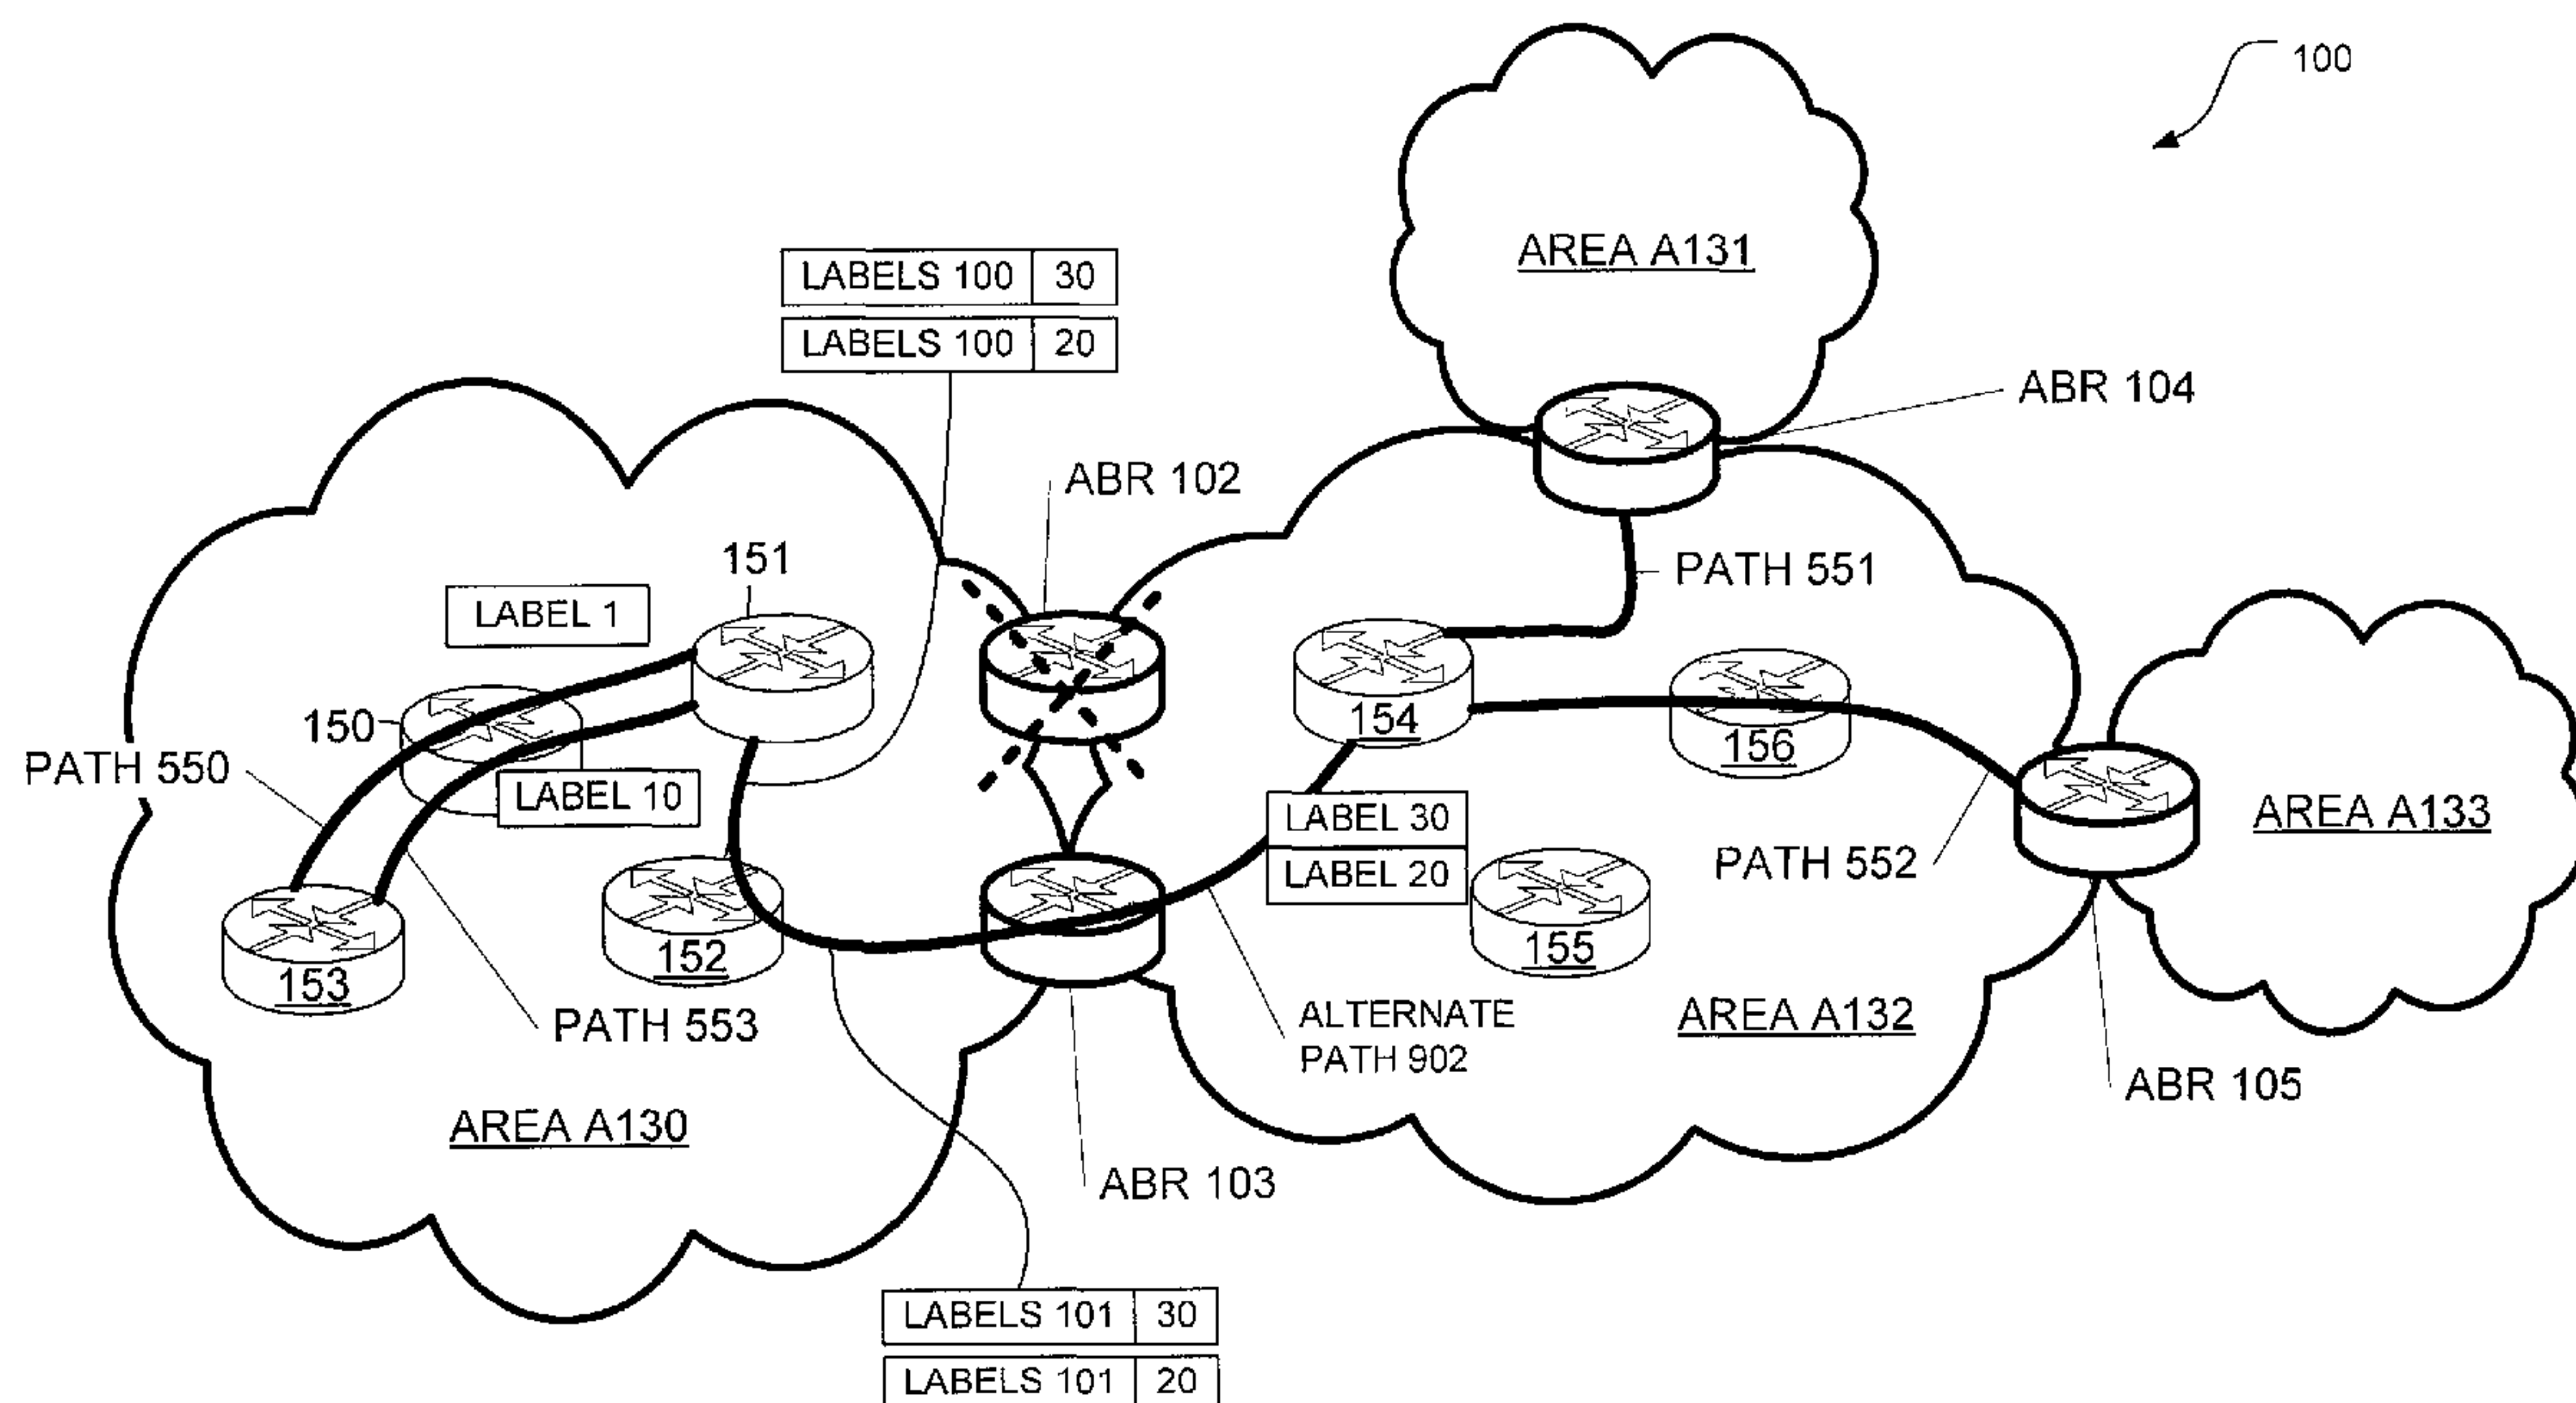 100
AREA A131
LABELS 100 30
LABELS 100 20
ABR 104
ABR 102
151
PATH 551
LABEL 1
150
154
156
PATH 550
LABEL 10
LABEL 30
AREA A133
PATH 552
LABEL 20
152
155
153
ALTERNATE
PATH 902
AREA A132
PATH 553
ABR 105
AREA A130
ABR 103
LABELS 101 30
LABELS 101 20